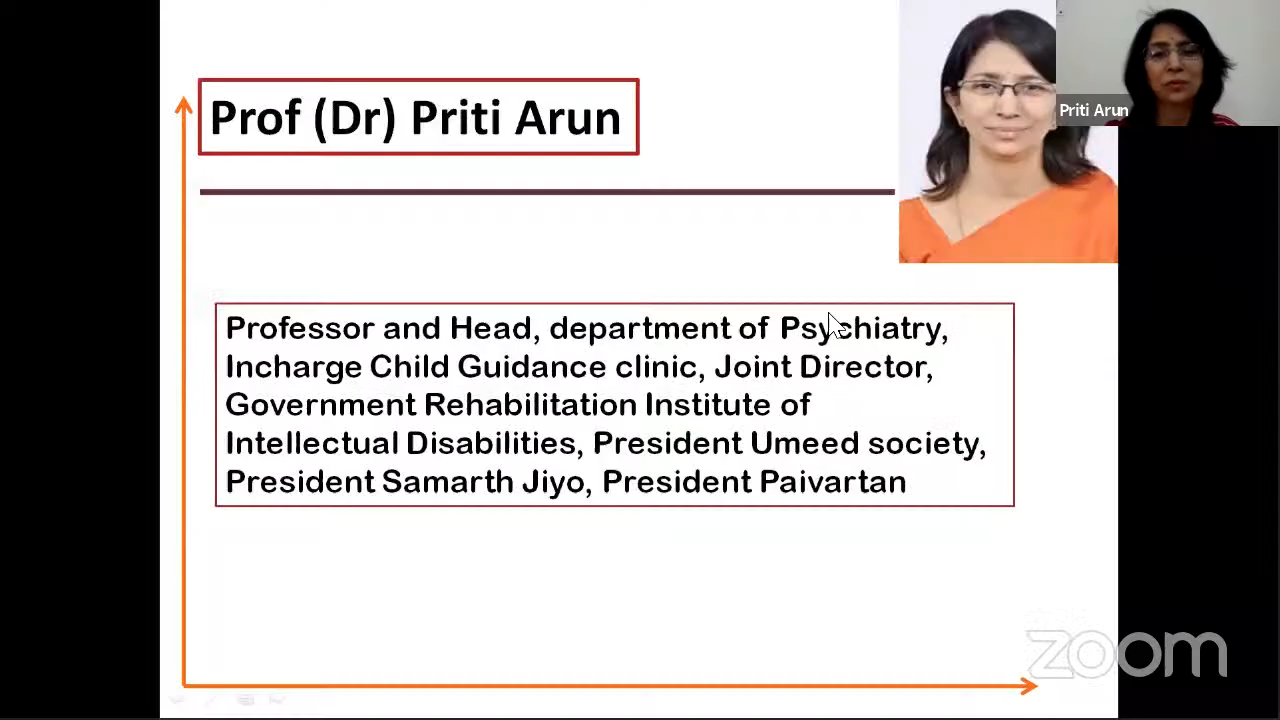 Prof (Dr) Priti Arun
Priti Arun
Professor and Head, department of Psychiatry,
Incharge Child Guidance clinic, Joint Director,
Government Rehabilitation Institute of
Intellectual Disabilities, President Umeed society,
President Samarth Jiyo, President Paivartan
zoom